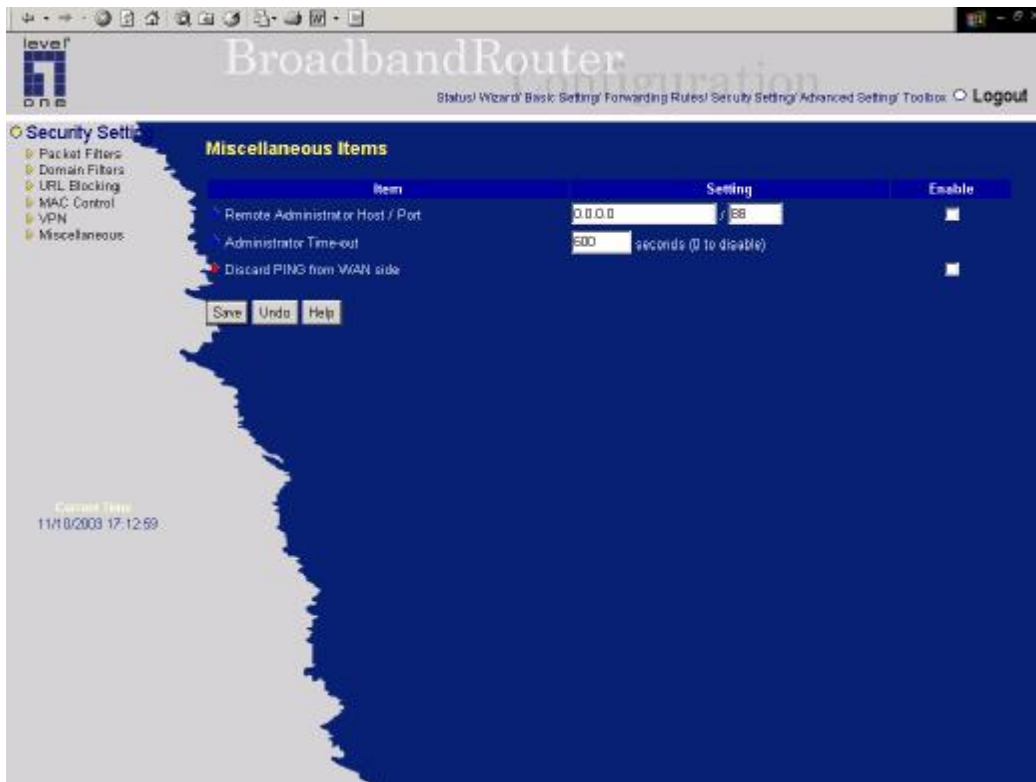 level
one
BroadbandRouter
Configuration
Status/ Wizard/ Basic Setting/ Forwarding Rules/ Security Setting/ Advanced Setting/ Toolbox Logout
Security Setting
Packet Filters
Domain Filters
URL Blocking
MAC Control
VPN
Miscellaneous
Miscellaneous Items
Item Setting Enable
Remote Administrator Host / Port 0.0.0.0 / 88
Administrator Time-out 600 seconds (0 to disable)
Discard PING from WAN side
Save Undo Help
Current Time
11/10/2003 17:12:59